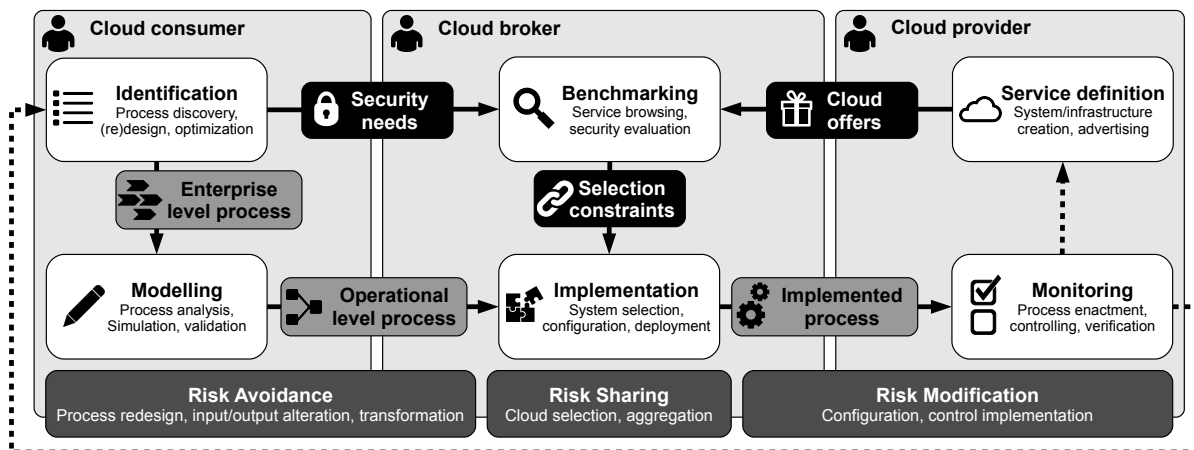 Cloud consumer
Cloud broker
Cloud provider
Identification
Process discovery,
(re)design, optimization
Security
needs
Benchmarking
Service browsing,
security evaluation
Cloud
offers
Service definition
System/infrastructure
creation, advertising
Enterprise
level process
Selection
constraints
Modelling
Process analysis,
Simulation, validation
Operational
level process
Implementation
System selection,
configuration, deployment
Implemented
process
Monitoring
Process enactment,
controlling, verification
Risk Avoidance
Process redesign, input/output alteration, transformation
Risk Sharing
Cloud selection, aggregation
Risk Modification
Configuration, control implementation